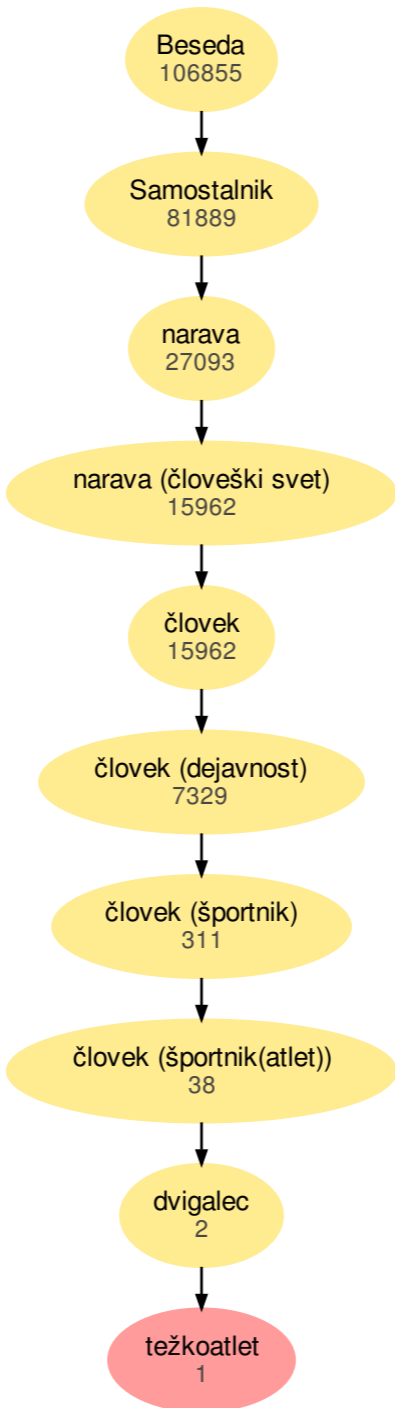 Beseda
106855
Samostalnik
81889
narava
27093
narava (človeški svet)
15962
človek
15962
človek (dejavnost)
7329
človek (športnik)
311
človek (športnik(atlet))
38
dvigalec
2
težkoatlet
1